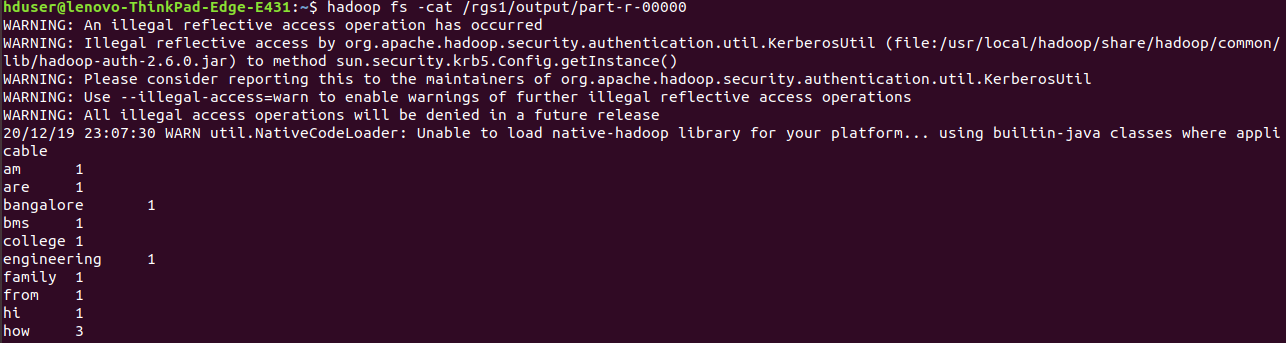 hduser@lenovo-ThinkPad-Edge-E431:~$ hadoop fs -cat /rgs1/output/part-r-00000
WARNING: An illegal reflective access operation has occurred
WARNING: Illegal reflective access by org.apache.hadoop.security.authentication.util.KerberosUtil (file:/usr/local/hadoop/share/hadoop/common/
lib/hadoop-auth-2.6.0.jar) to method sun.security.krb5.Config.getInstance()
WARNING: Please consider reporting this to the maintainers of org.apache.hadoop.security.authentication.util.KerberosUtil
WARNING: Use --illegal-access=warn to enable warnings of further illegal reflective access operations
WARNING: All illegal access operations will be denied in a future release
20/12/19 23:07:30 WARN util.NativeCodeLoader: Unable to load native-hadoop library for your platform... using builtin-java classes where appli
cable
am	1
are	1
bangalore	1
bms	1
college	1
engineering	1
family	1
from	1
hi	1
how	3